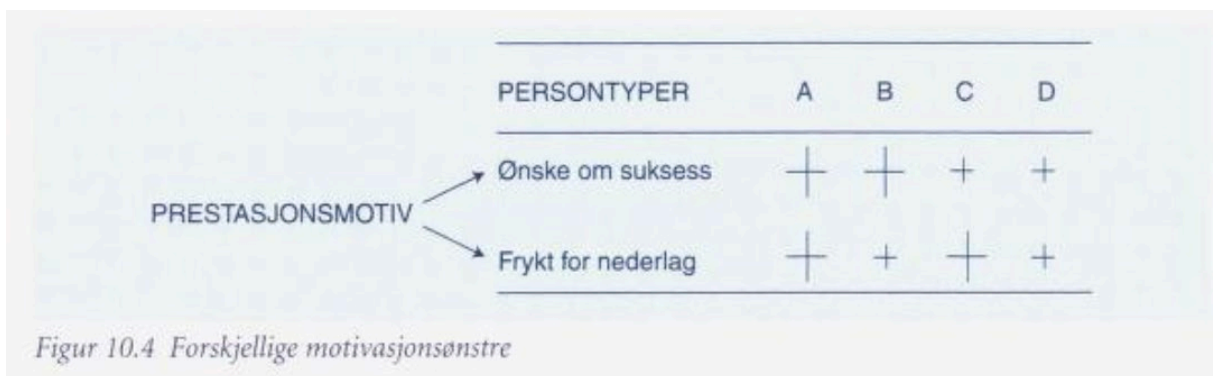 PERSONTYPER A B C D
Ønske om suksess + + + +
PRESTASJONSMOTIV
Frykt for nederlag + + + +
Figur 10.4 Forskjellige motivasjonsønstre